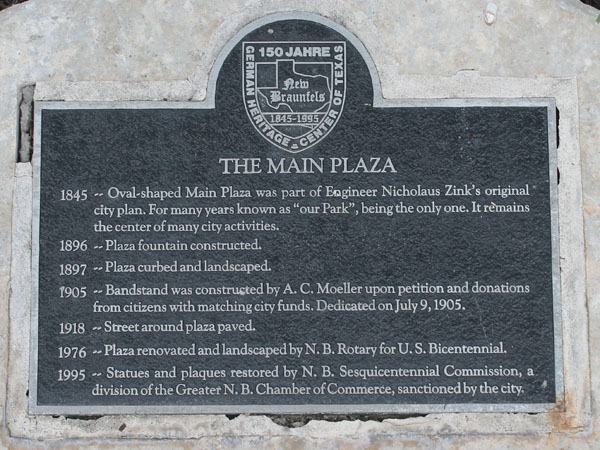 150 JAHRE
GERMAN HERITAGE CENTER OF TEXAS
New
Braunfels
1845-1995
THE MAIN PLAZA
1845 -- Oval-shaped Main Plaza was part of Engineer Nicholaus Zink's original
city plan. For many years known as "our Park", being the only one. It remains
the center of many city activities.
1896 -- Plaza fountain constructed.
1897 -- Plaza curbed and landscaped.
1905 -- Bandstand was constructed by A. C. Moeller upon petition and donations
from citizens with matching city funds. Dedicated on July 9, 1905.
1918 -- Street around plaza paved.
1976 -- Plaza renovated and landscaped by N. B. Rotary for U. S. Bicentennial.
1995 -- Statues and plaques restored by N. B. Sesquicentennial Commission, a
division of the Greater N. B. Chamber of Commerce, sanctioned by the city.